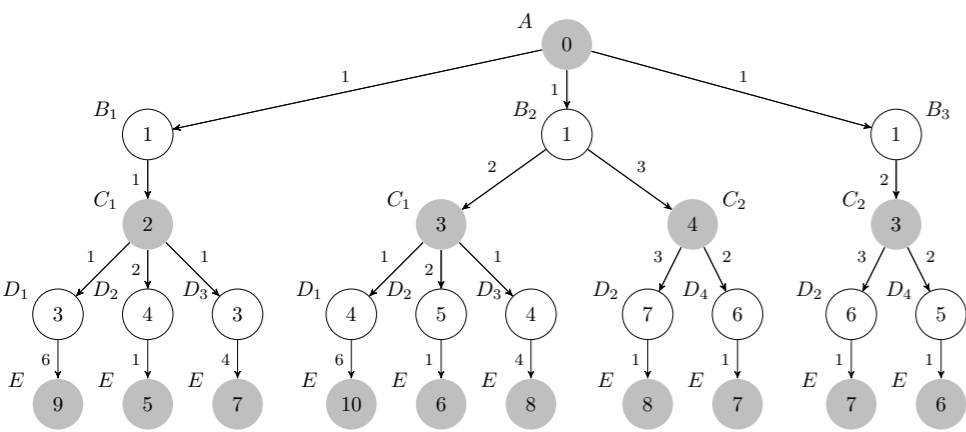 A
0
1 1 1
B1 B2 B3
1 1 1
1 2 3 2
C1 C1 C2 C2
2 3 4 3
1 2 1 1 2 1 3 2 3 2
D1 D2 D3 D1 D2 D3 D2 D4 D2 D4
3 4 3 4 5 4 7 6 6 5
6 1 4 6 1 4 1 1 1 1
E E E E E E E E E E
9 5 7 10 6 8 8 7 7 6